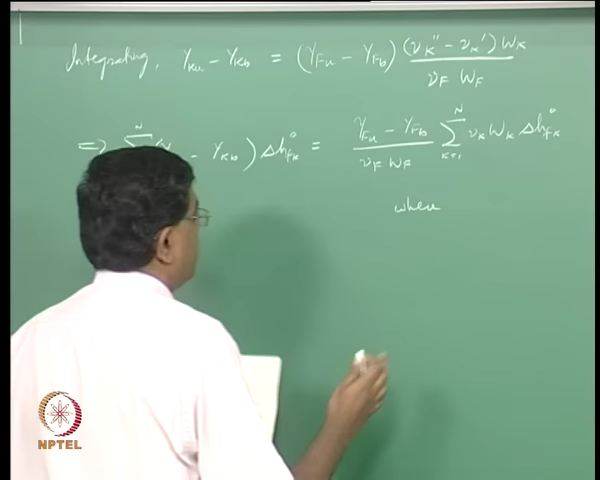 Integrating, Y_Ku − Y_Kb = (Y_Fu − Y_Fb) (ν_K'' − ν_K') W_K / ν_F W_F
⇒ Σ^N − Y_Kb) Δh°_fK = (Y_Fu − Y_Fb) / (ν_F W_F) Σ_{K=1}^N ν_K W_K Δh°_fK
where
NPTEL